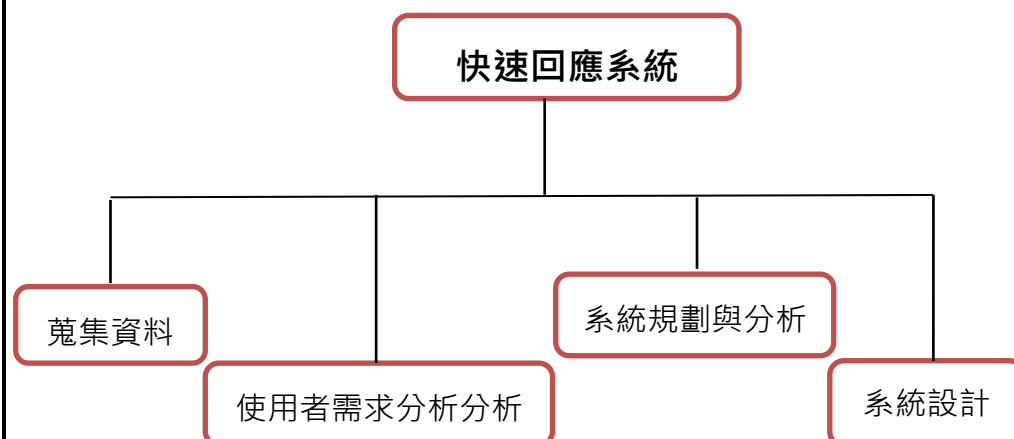 快速回應系統
蒐集資料
使用者需求分析分析
系統規劃與分析
系統設計